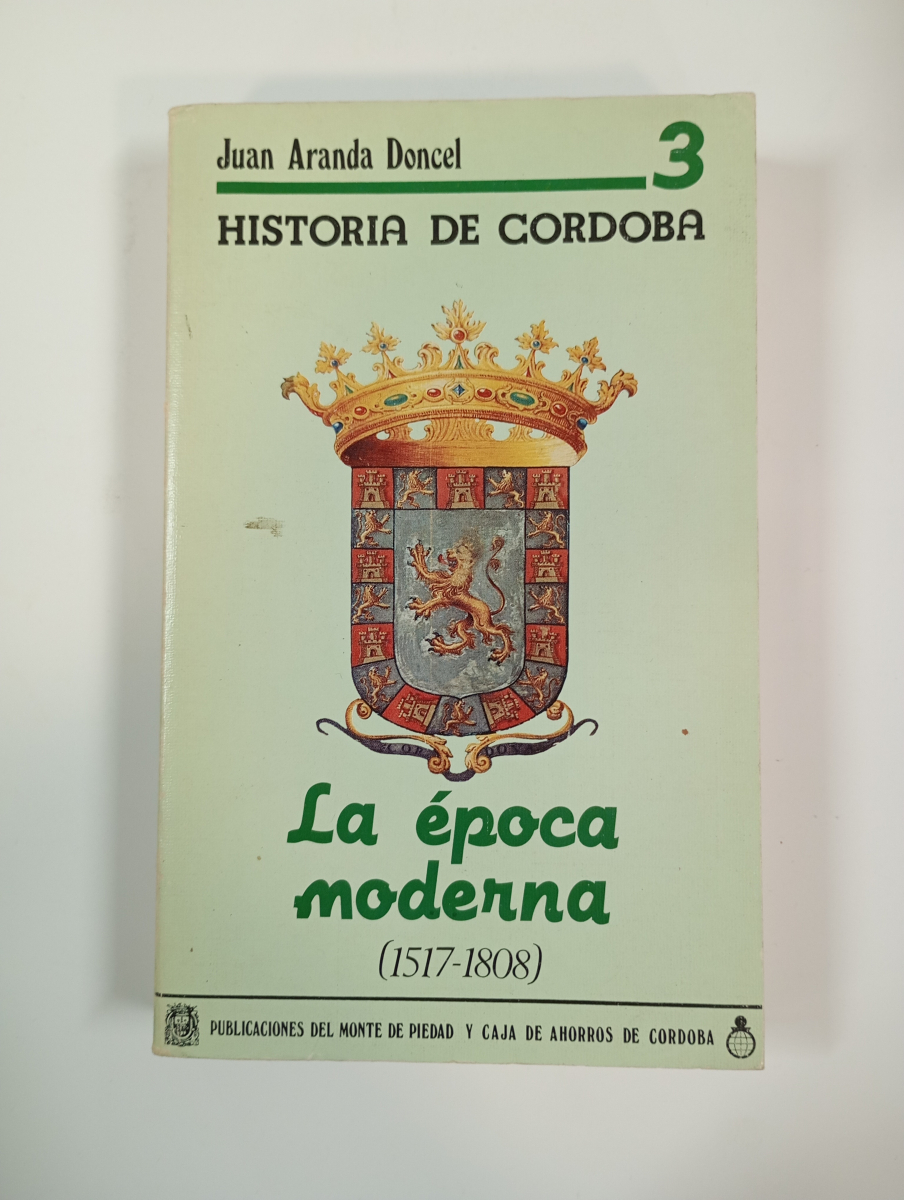 Juan Aranda Doncel
3
HISTORIA DE CORDOBA
La época
moderna
(1517-1808)
PUBLICACIONES DEL MONTE DE PIEDAD Y CAJA DE AHORROS DE CORDOBA